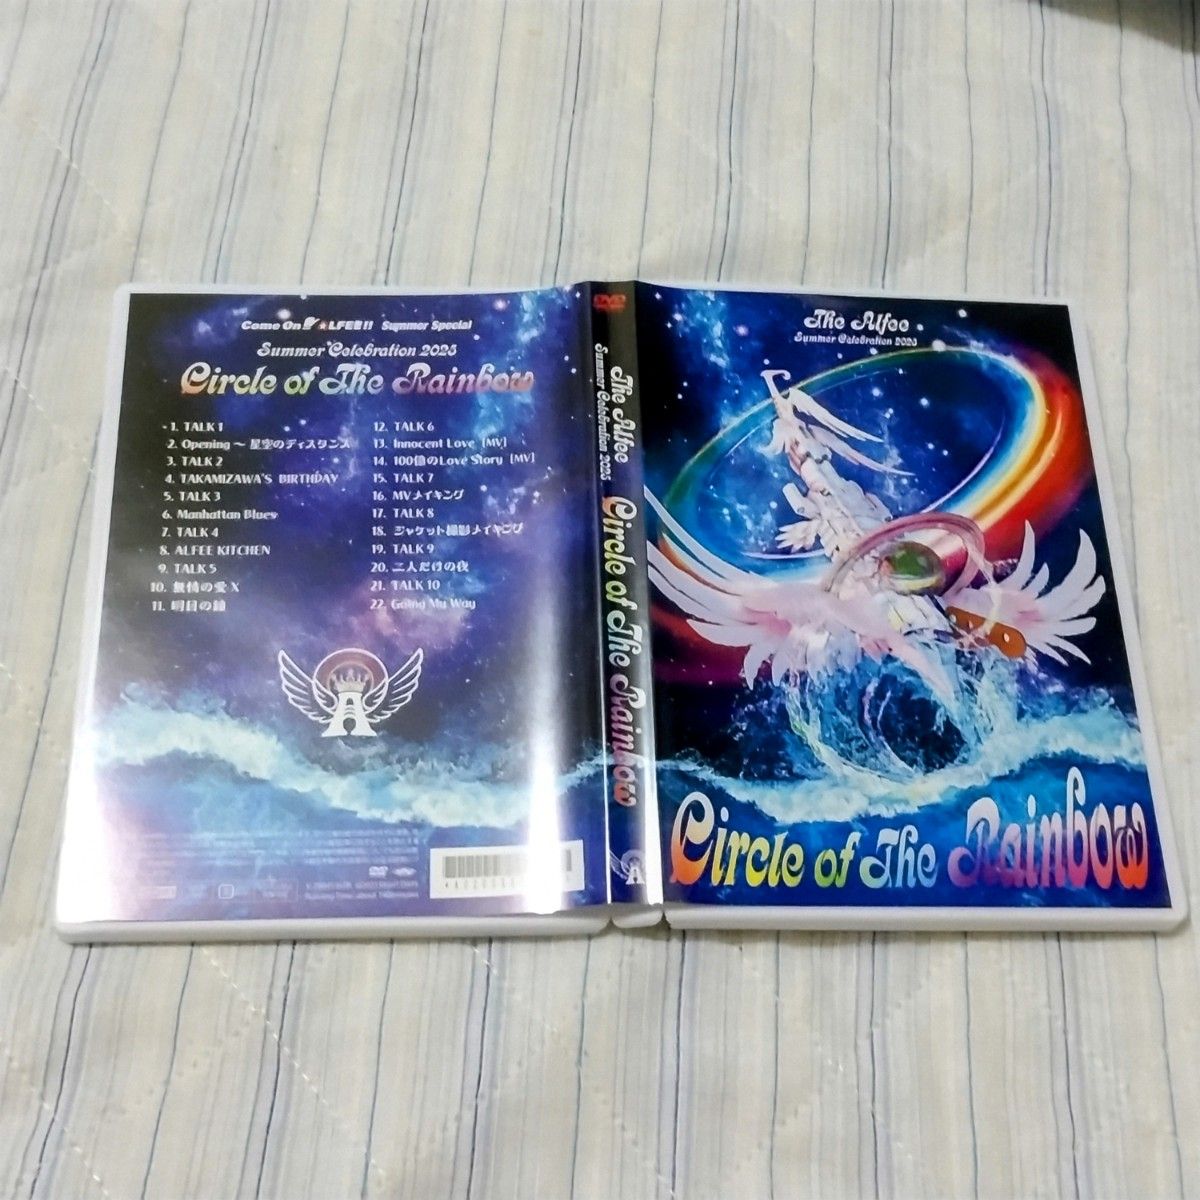 Come On! ALFEE!! Summer Special
Summer Celebration 2025
Circle of The Rainbow
1. TALK 1
2. Opening ～ 星空のディスタンス
3. TALK 2
4. TAKAMIZAWA'S BIRTHDAY
5. TALK 3
6. Manhattan Blues
7. TALK 4
8. ALFEE KITCHEN
9. TALK 5
10.無情の愛 X
11. 明日の鐘
12. TALK 6
13. Innocent Love [MV]
14. 100億のLove Story [MV]
15. TALK 7
16. MVメイキング
17. TALK 8
18. ジャケット撮影メイキング
19. TALK 9
20. 二人だけの夜
21. TALK 10
22. Going My Way
A
DVD
The Alfee
Summer Celebration 2025
Circle of The Rainbow
A
The Alfee
Summer Celebration 2025
Circle of The Rainbow